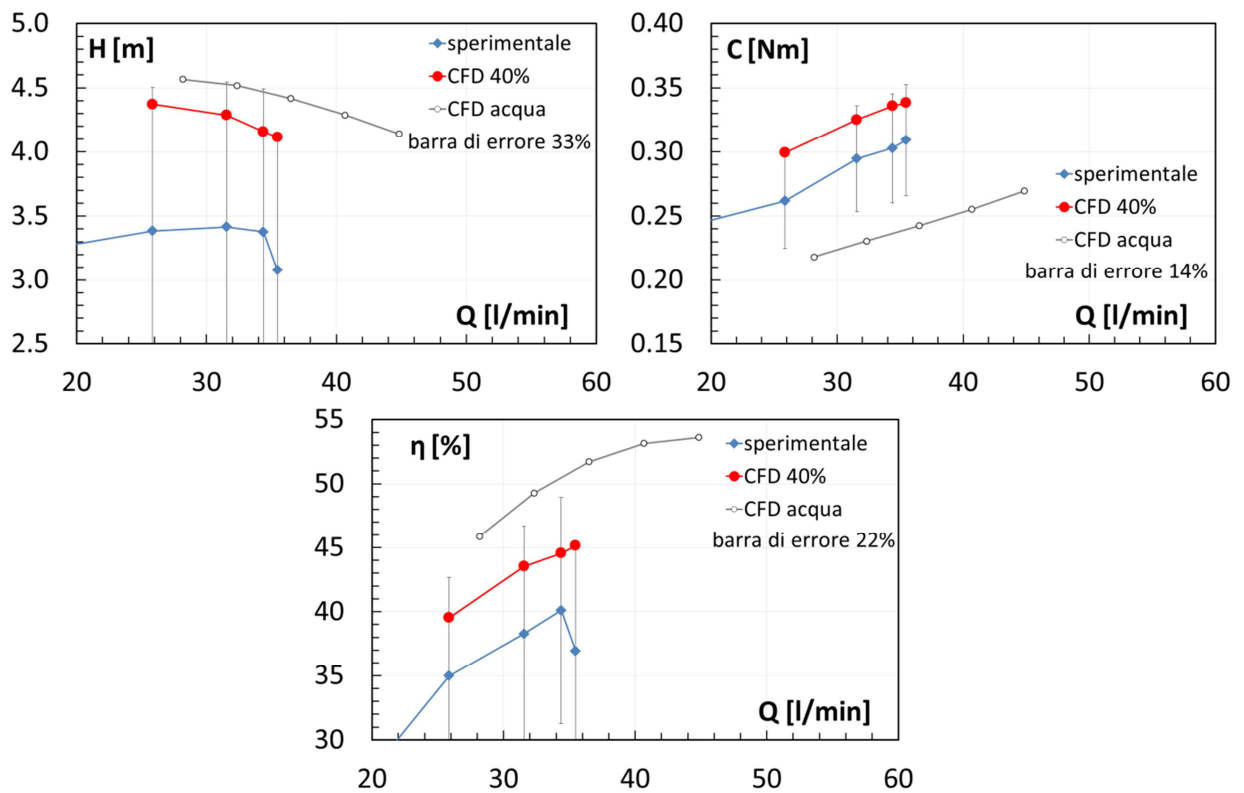 H [m]
5.0
4.5
4.0
3.5
3.0
2.5
sperimentale
CFD 40%
CFD acqua
barra di errore 33%
Q [l/min]
20 30 40 50 60
C [Nm]
0.40
0.35
0.30
0.25
0.20
0.15
sperimentale
CFD 40%
CFD acqua
barra di errore 14%
Q [l/min]
20 30 40 50 60
η [%]
55
50
45
40
35
30
sperimentale
CFD 40%
CFD acqua
barra di errore 22%
Q [l/min]
20 30 40 50 60